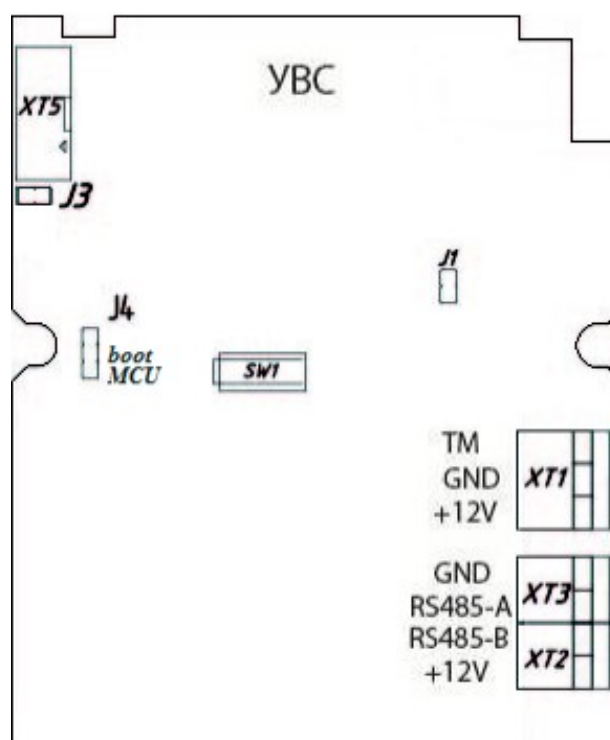 УВС
XT5
J3
J1
J4
boot
MCU
SW1
TM
GND
+12V
XT1
GND
RS485-A
RS485-B
+12V
XT3
XT2